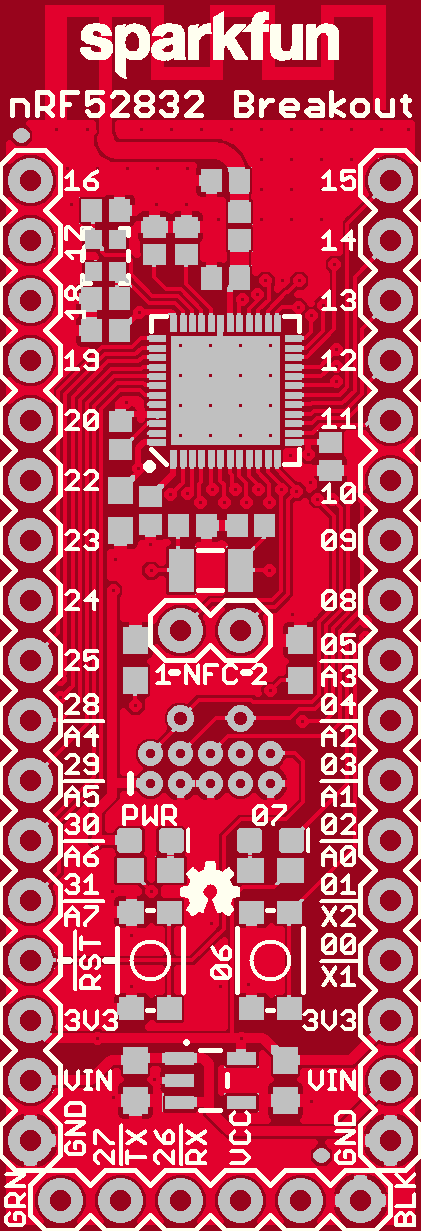 sparkfun
nRF52832 Breakout
16 15
17 14
18 13
19 12
20 11
22 10
23 09
24 08
25 05
A3
28 04
A4 A2
29 03
A5 A1
30 PWR 07 02
A6 A0
31 01
A7 X2
RST 06 00
X1
3V3 3V3
VIN VIN
GND 27 TX 26 RX VCC GND
1-NFC-2
GRN BLK